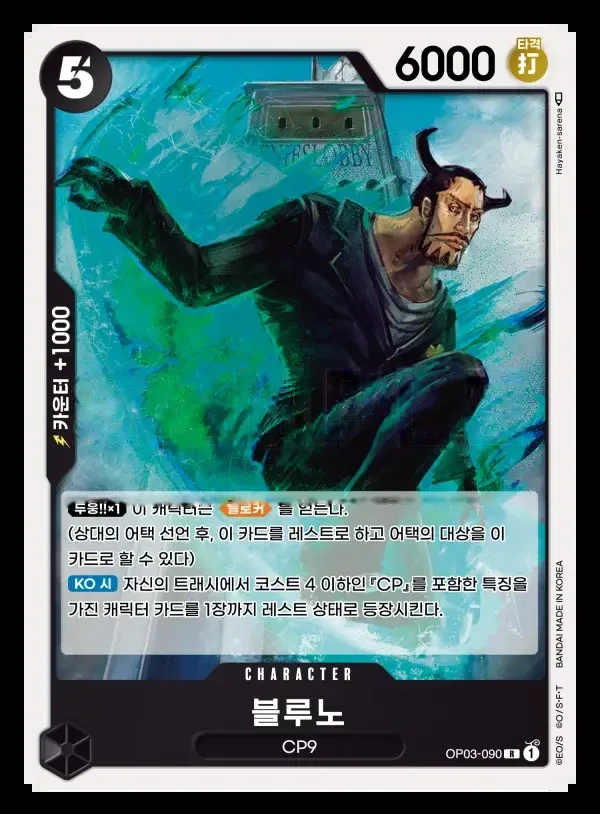 5
6000
타격
打
Hayaken-sarena
ENIES LOBBY
카운터 +1000
두웅!!×1 이 캐릭터는 블로커 를 얻는다.
(상대의 어택 선언 후, 이 카드를 레스트로 하고 어택의 대상을 이
카드로 할 수 있다)
KO 시 자신의 트래시에서 코스트 4 이하인 『CP』를 포함한 특징을
가진 캐릭터 카드를 1장까지 레스트 상태로 등장시킨다.
CHARACTER
블루노
CP9
OP03-090 R 1
©E.O/S ©O/S·F·T BANDAI MADE IN KOREA